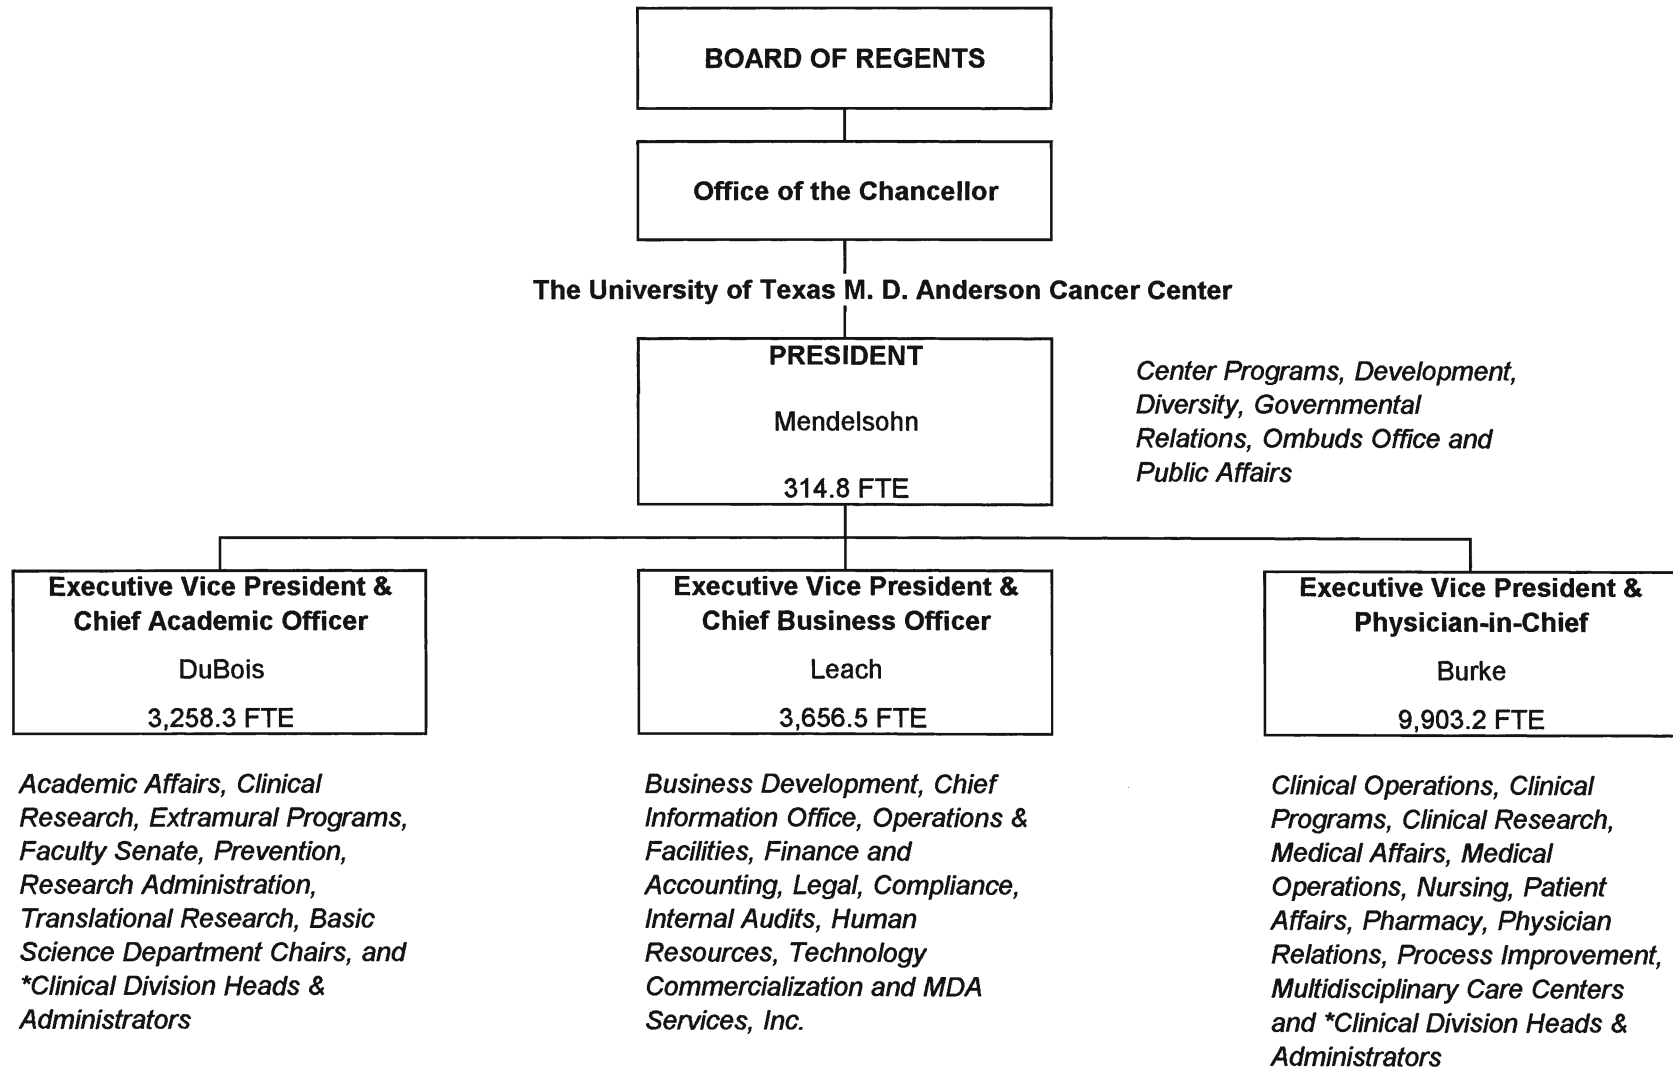 BOARD OF REGENTS
Office of the Chancellor
The University of Texas M. D. Anderson Cancer Center
PRESIDENT
Mendelsohn
314.8 FTE
Center Programs, Development,
Diversity, Governmental
Relations, Ombuds Office and
Public Affairs
Executive Vice President &
Chief Academic Officer
DuBois
3,258.3 FTE
Academic Affairs, Clinical
Research, Extramural Programs,
Faculty Senate, Prevention,
Research Administration,
Translational Research, Basic
Science Department Chairs, and
*Clinical Division Heads &
Administrators
Executive Vice President &
Chief Business Officer
Leach
3,656.5 FTE
Business Development, Chief
Information Office, Operations &
Facilities, Finance and
Accounting, Legal, Compliance,
Internal Audits, Human
Resources, Technology
Commercialization and MDA
Services, Inc.
Executive Vice President &
Physician-in-Chief
Burke
9,903.2 FTE
Clinical Operations, Clinical
Programs, Clinical Research,
Medical Affairs, Medical
Operations, Nursing, Patient
Affairs, Pharmacy, Physician
Relations, Process Improvement,
Multidisciplinary Care Centers
and *Clinical Division Heads &
Administrators